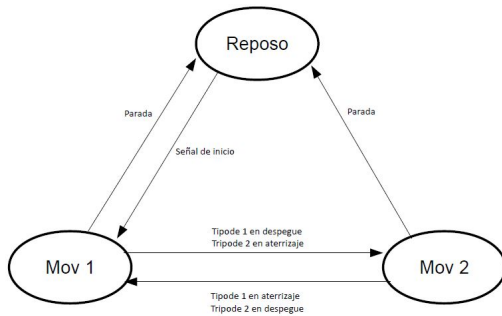 Reposo
Parada
Parada
Señal de inicio
Tipode 1 en despegue
Tripode 2 en aterrizaje
Mov 1
Mov 2
Tipode 1 en aterrizaje
Tripode 2 en despegue